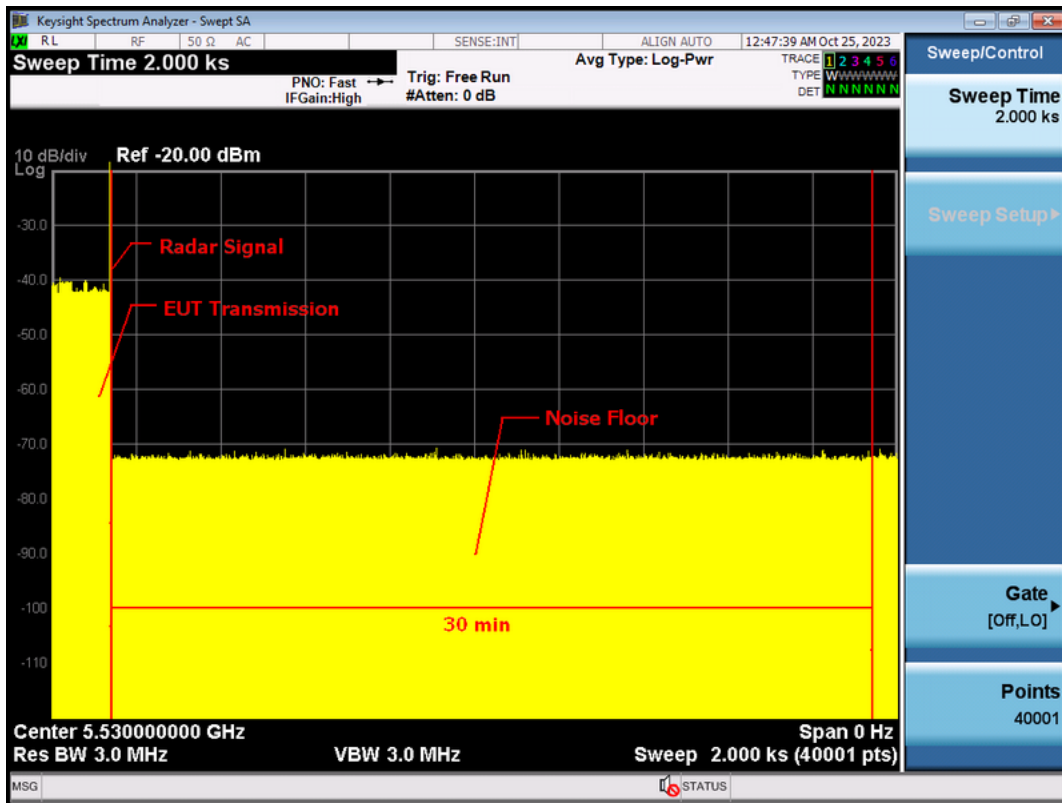 Keysight Spectrum Analyzer - Swept SA
LXI RL RF 50 Ω AC SENSE:INT ALIGN AUTO 12:47:39 AM Oct 25, 2023
Sweep Time 2.000 ks
PNO: Fast
IFGain:High
Trig: Free Run
#Atten: 0 dB
Avg Type: Log-Pwr
TRACE 1 2 3 4 5 6
TYPE WWWWWW
DET N N N N N N
10 dB/div Ref -20.00 dBm
Log
-30.0
-40.0
-50.0
-60.0
-70.0
-80.0
-90.0
-100
-110
Radar Signal
EUT Transmission
Noise Floor
30 min
Center 5.530000000 GHz Span 0 Hz
Res BW 3.0 MHz VBW 3.0 MHz Sweep 2.000 ks (40001 pts)
MSG STATUS
Sweep/Control
Sweep Time
2.000 ks
Sweep Setup
Gate
[Off,LO]
Points
40001